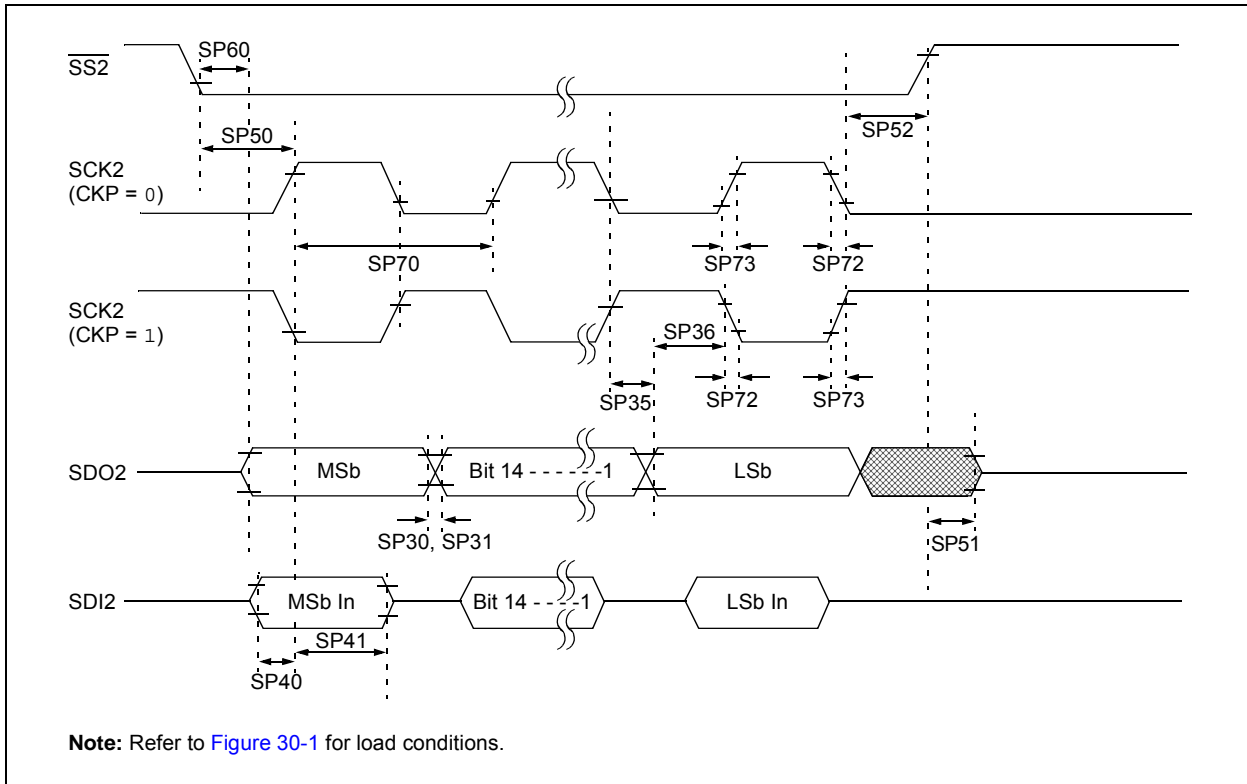 SP60
SS2
SP50
SP52
SCK2
(CKP = 0)
SP70
SP73
SP72
SCK2
(CKP = 1)
SP36
SP35
SP72
SP73
SDO2
MSb
Bit 14 - - - - - -1
LSb
SP30, SP31
SP51
SDI2
MSb In
Bit 14 - - - -1
LSb In
SP41
SP40
Note: Refer to Figure 30-1 for load conditions.